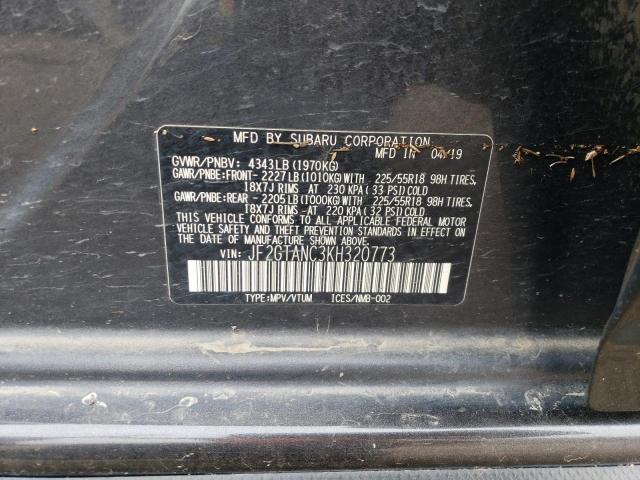 MFD BY SUBARU CORPORATION
MFD IN 04/19
GVWR/PNBV: 4343LB(1970KG)
GAWR/PNBE:FRONT- 2227LB(1010KG)WITH 225/55R18 98H TIRES,
18X7J RIMS AT 230 KPA(33 PSI)COLD
GAWR/PNBE:REAR - 2205LB(1000KG)WITH 225/55R18 98H TIRES,
18X7J RIMS AT 220 KPA(32 PSI)COLD
THIS VEHICLE CONFORMS TO ALL APPLICABLE FEDERAL MOTOR
VEHICLE SAFETY AND THEFT PREVENTION STANDARDS IN
EFFECT ON THE DATE OF MANUFACTURE SHOWN ABOVE.
VIN: JF2GTANC3KH320773
TYPE:MPV/VTUM ICES/NMB-002